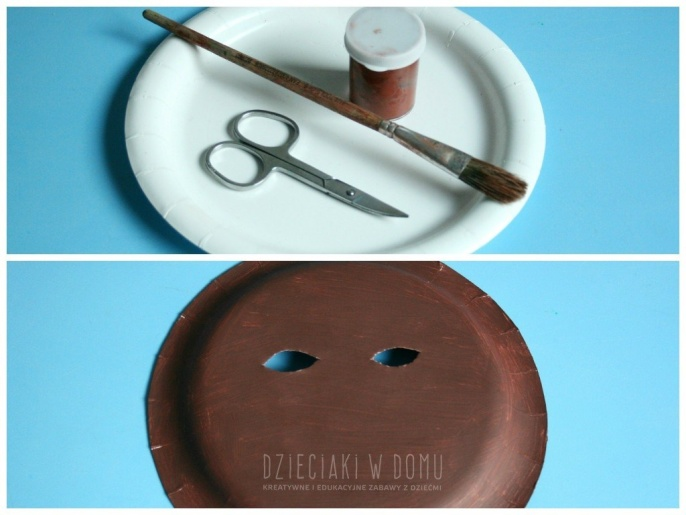 DZIECIAKI W DOMU
KREATYWNE I EDUKACYJNE ZABAWY Z DZIEĆMI